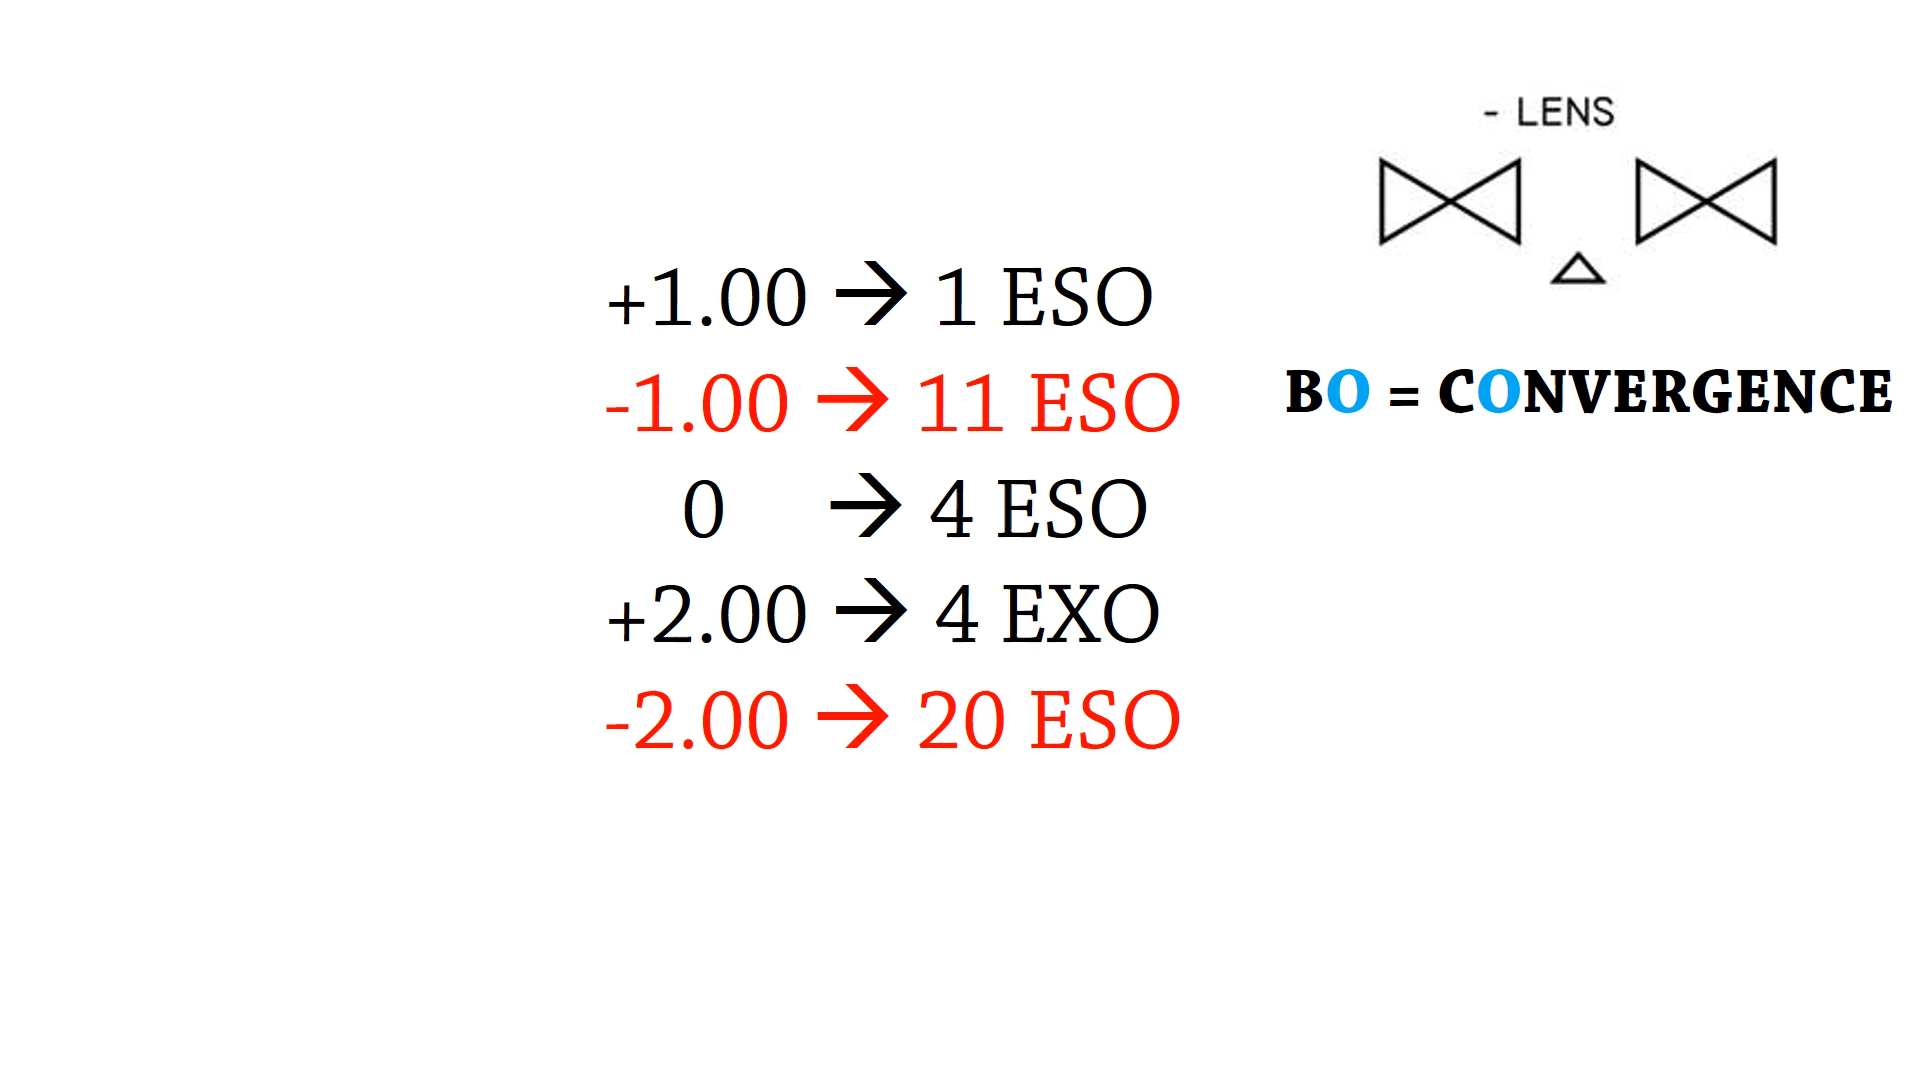 - LENS
+1.00 → 1 ESO
-1.00 → 11 ESO
BO = CONVERGENCE
0 → 4 ESO
+2.00 → 4 EXO
-2.00 → 20 ESO